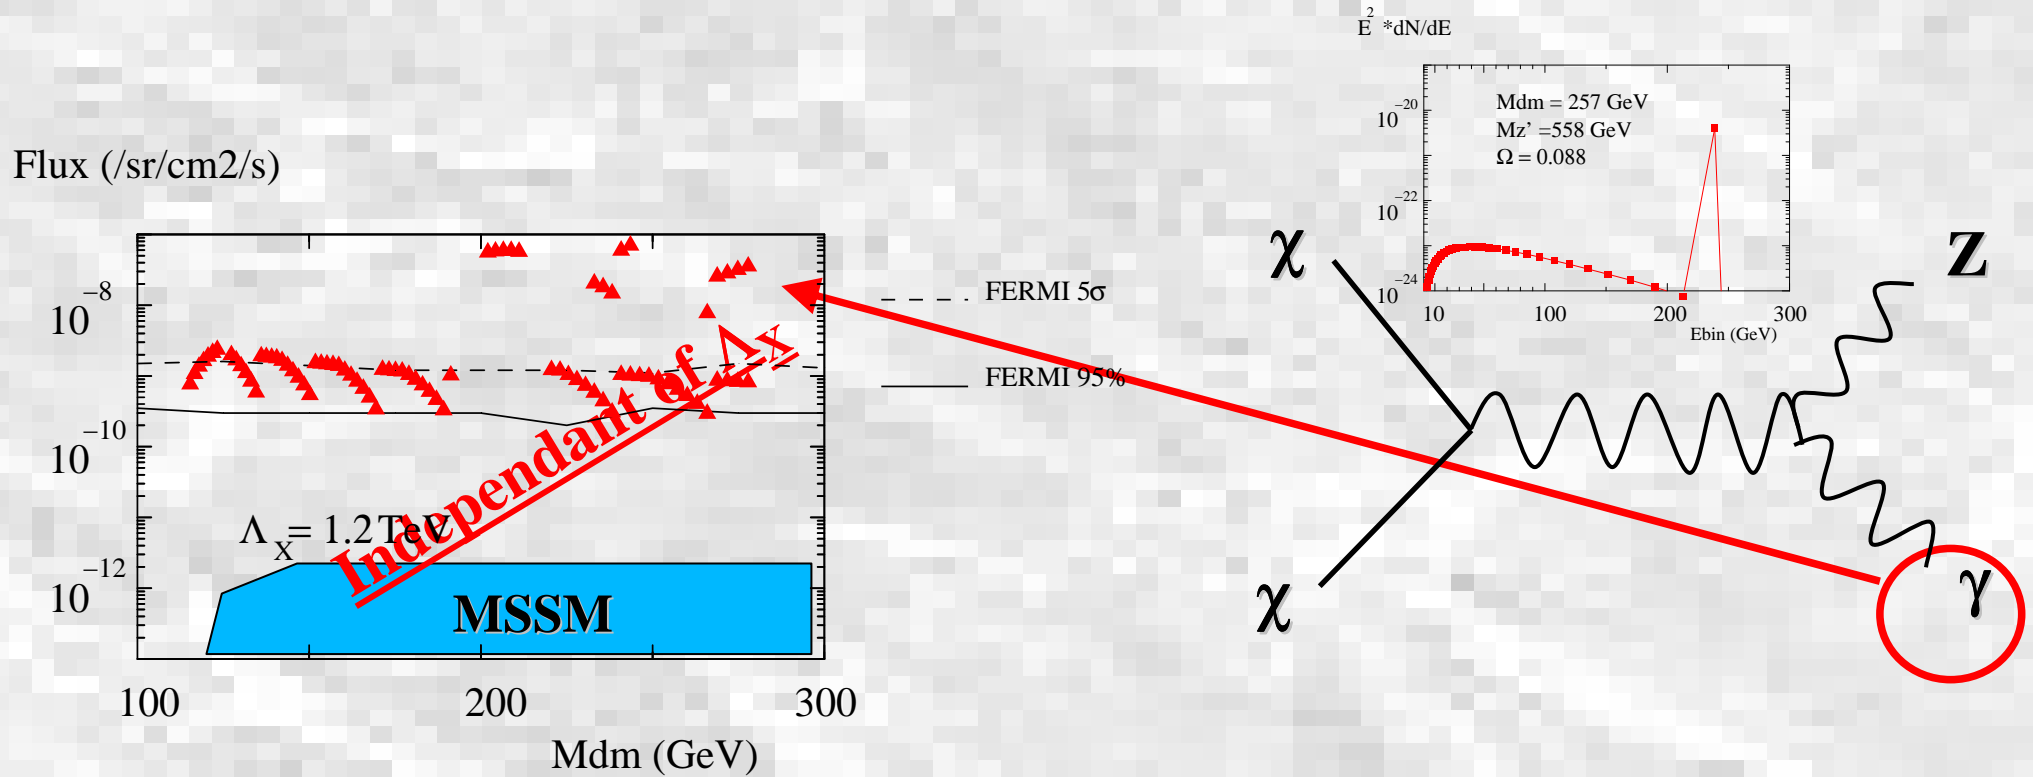 E² *dN/dE
Mdm = 257 GeV
Mz' =558 GeV
Ω = 0.088
10⁻²⁰
10⁻²²
10⁻²⁴
10 100 200 300
Ebin (GeV)
Flux (/sr/cm2/s)
10⁻⁸
10⁻¹⁰
10⁻¹²
FERMI 5σ
FERMI 95%
Independant of Λ_X
Λ_X = 1.2 TeV
MSSM
100 200 300
Mdm (GeV)
χ
χ
Z
γ